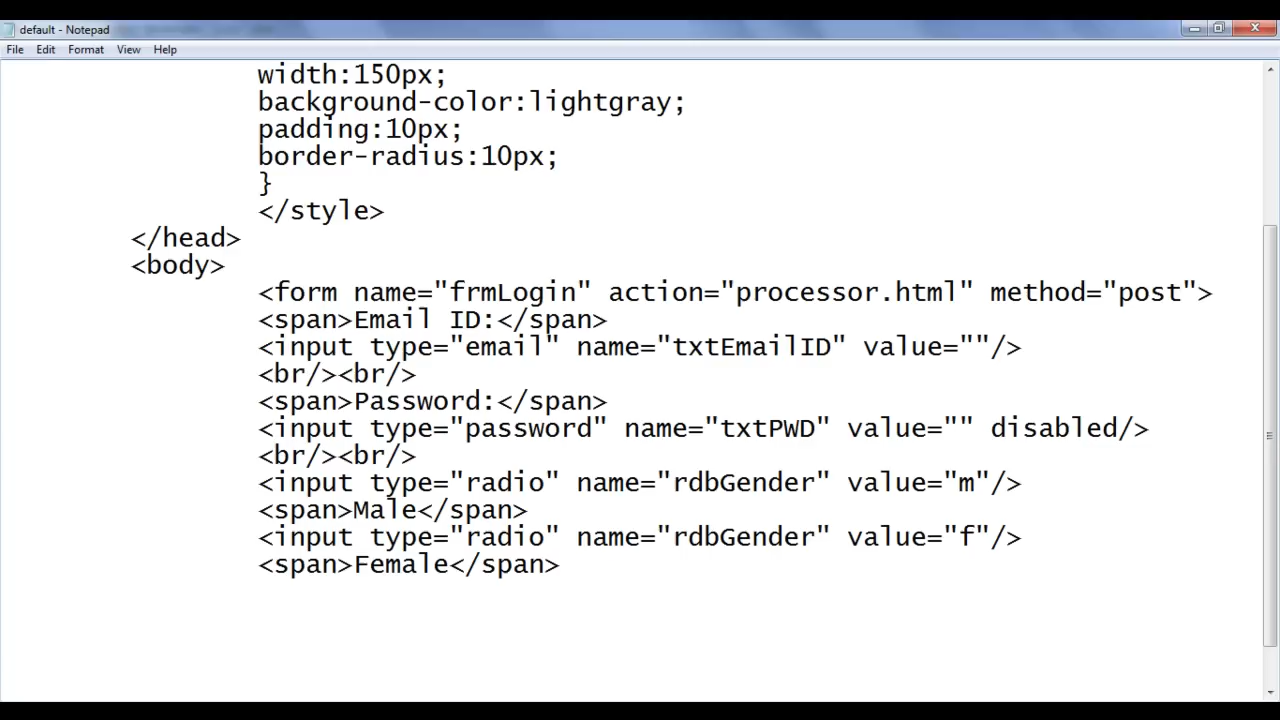 default - Notepad
File Edit Format View Help
width:150px;
background-color:lightgray;
padding:10px;
border-radius:10px;
}
</style>
</head>
<body>
<form name="frmLogin" action="processor.html" method="post">
<span>Email ID:</span>
<input type="email" name="txtEmailID" value=""/>
<br/><br/>
<span>Password:</span>
<input type="password" name="txtPWD" value="" disabled/>
<br/><br/>
<input type="radio" name="rdbGender" value="m"/>
<span>Male</span>
<input type="radio" name="rdbGender" value="f"/>
<span>Female</span>